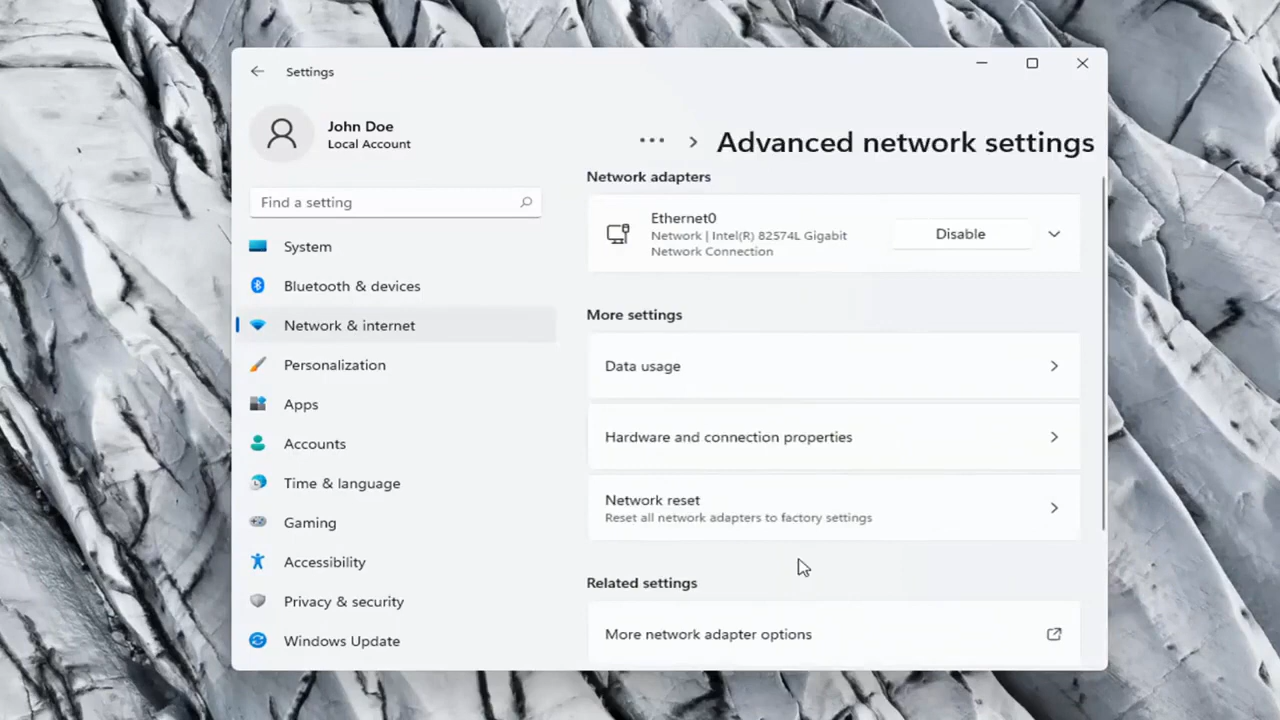 Settings
John Doe
Local Account
Find a setting
System
Bluetooth & devices
Network & internet
Personalization
Apps
Accounts
Time & language
Gaming
Accessibility
Privacy & security
Windows Update
... > Advanced network settings
Network adapters
Ethernet0
Network | Intel(R) 82574L Gigabit
Network Connection
Disable
More settings
Data usage
Hardware and connection properties
Network reset
Reset all network adapters to factory settings
Related settings
More network adapter options